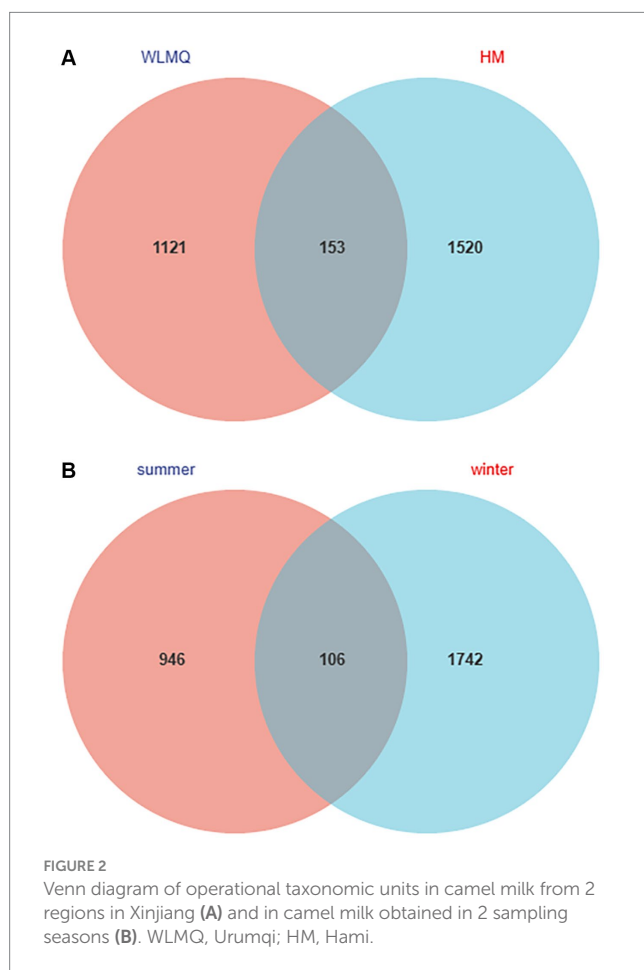 A
WLMQ
HM
1121
153
1520
B
summer
winter
946
106
1742
FIGURE 2
Venn diagram of operational taxonomic units in camel milk from 2
regions in Xinjiang (A) and in camel milk obtained in 2 sampling
seasons (B). WLMQ, Urumqi; HM, Hami.